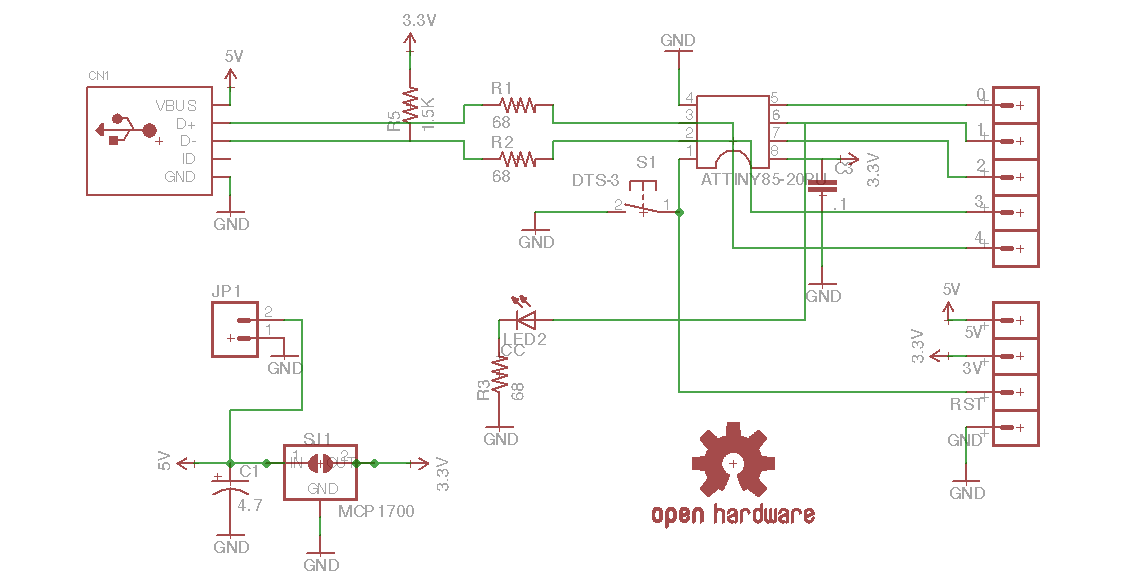 3.3V
5V
CN1
VBUS
D+
D-
ID
GND
GND
R5
1.5K
R1
68
R2
68
GND
4
3
2
1
5
6
7
8
ATTINY85-20PU
S1
DTS-3
2
1
GND
C3
.1
3.3V
GND
0
1
2
3
4
JP1
2
1
GND
LED2
CC
R3
68
GND
5V
3.3V
5V
3V
RST
GND
GND
5V
C1
4.7
GND
SJ1
1
2
IN
OUT
GND
MCP1700
3.3V
GND
open hardware